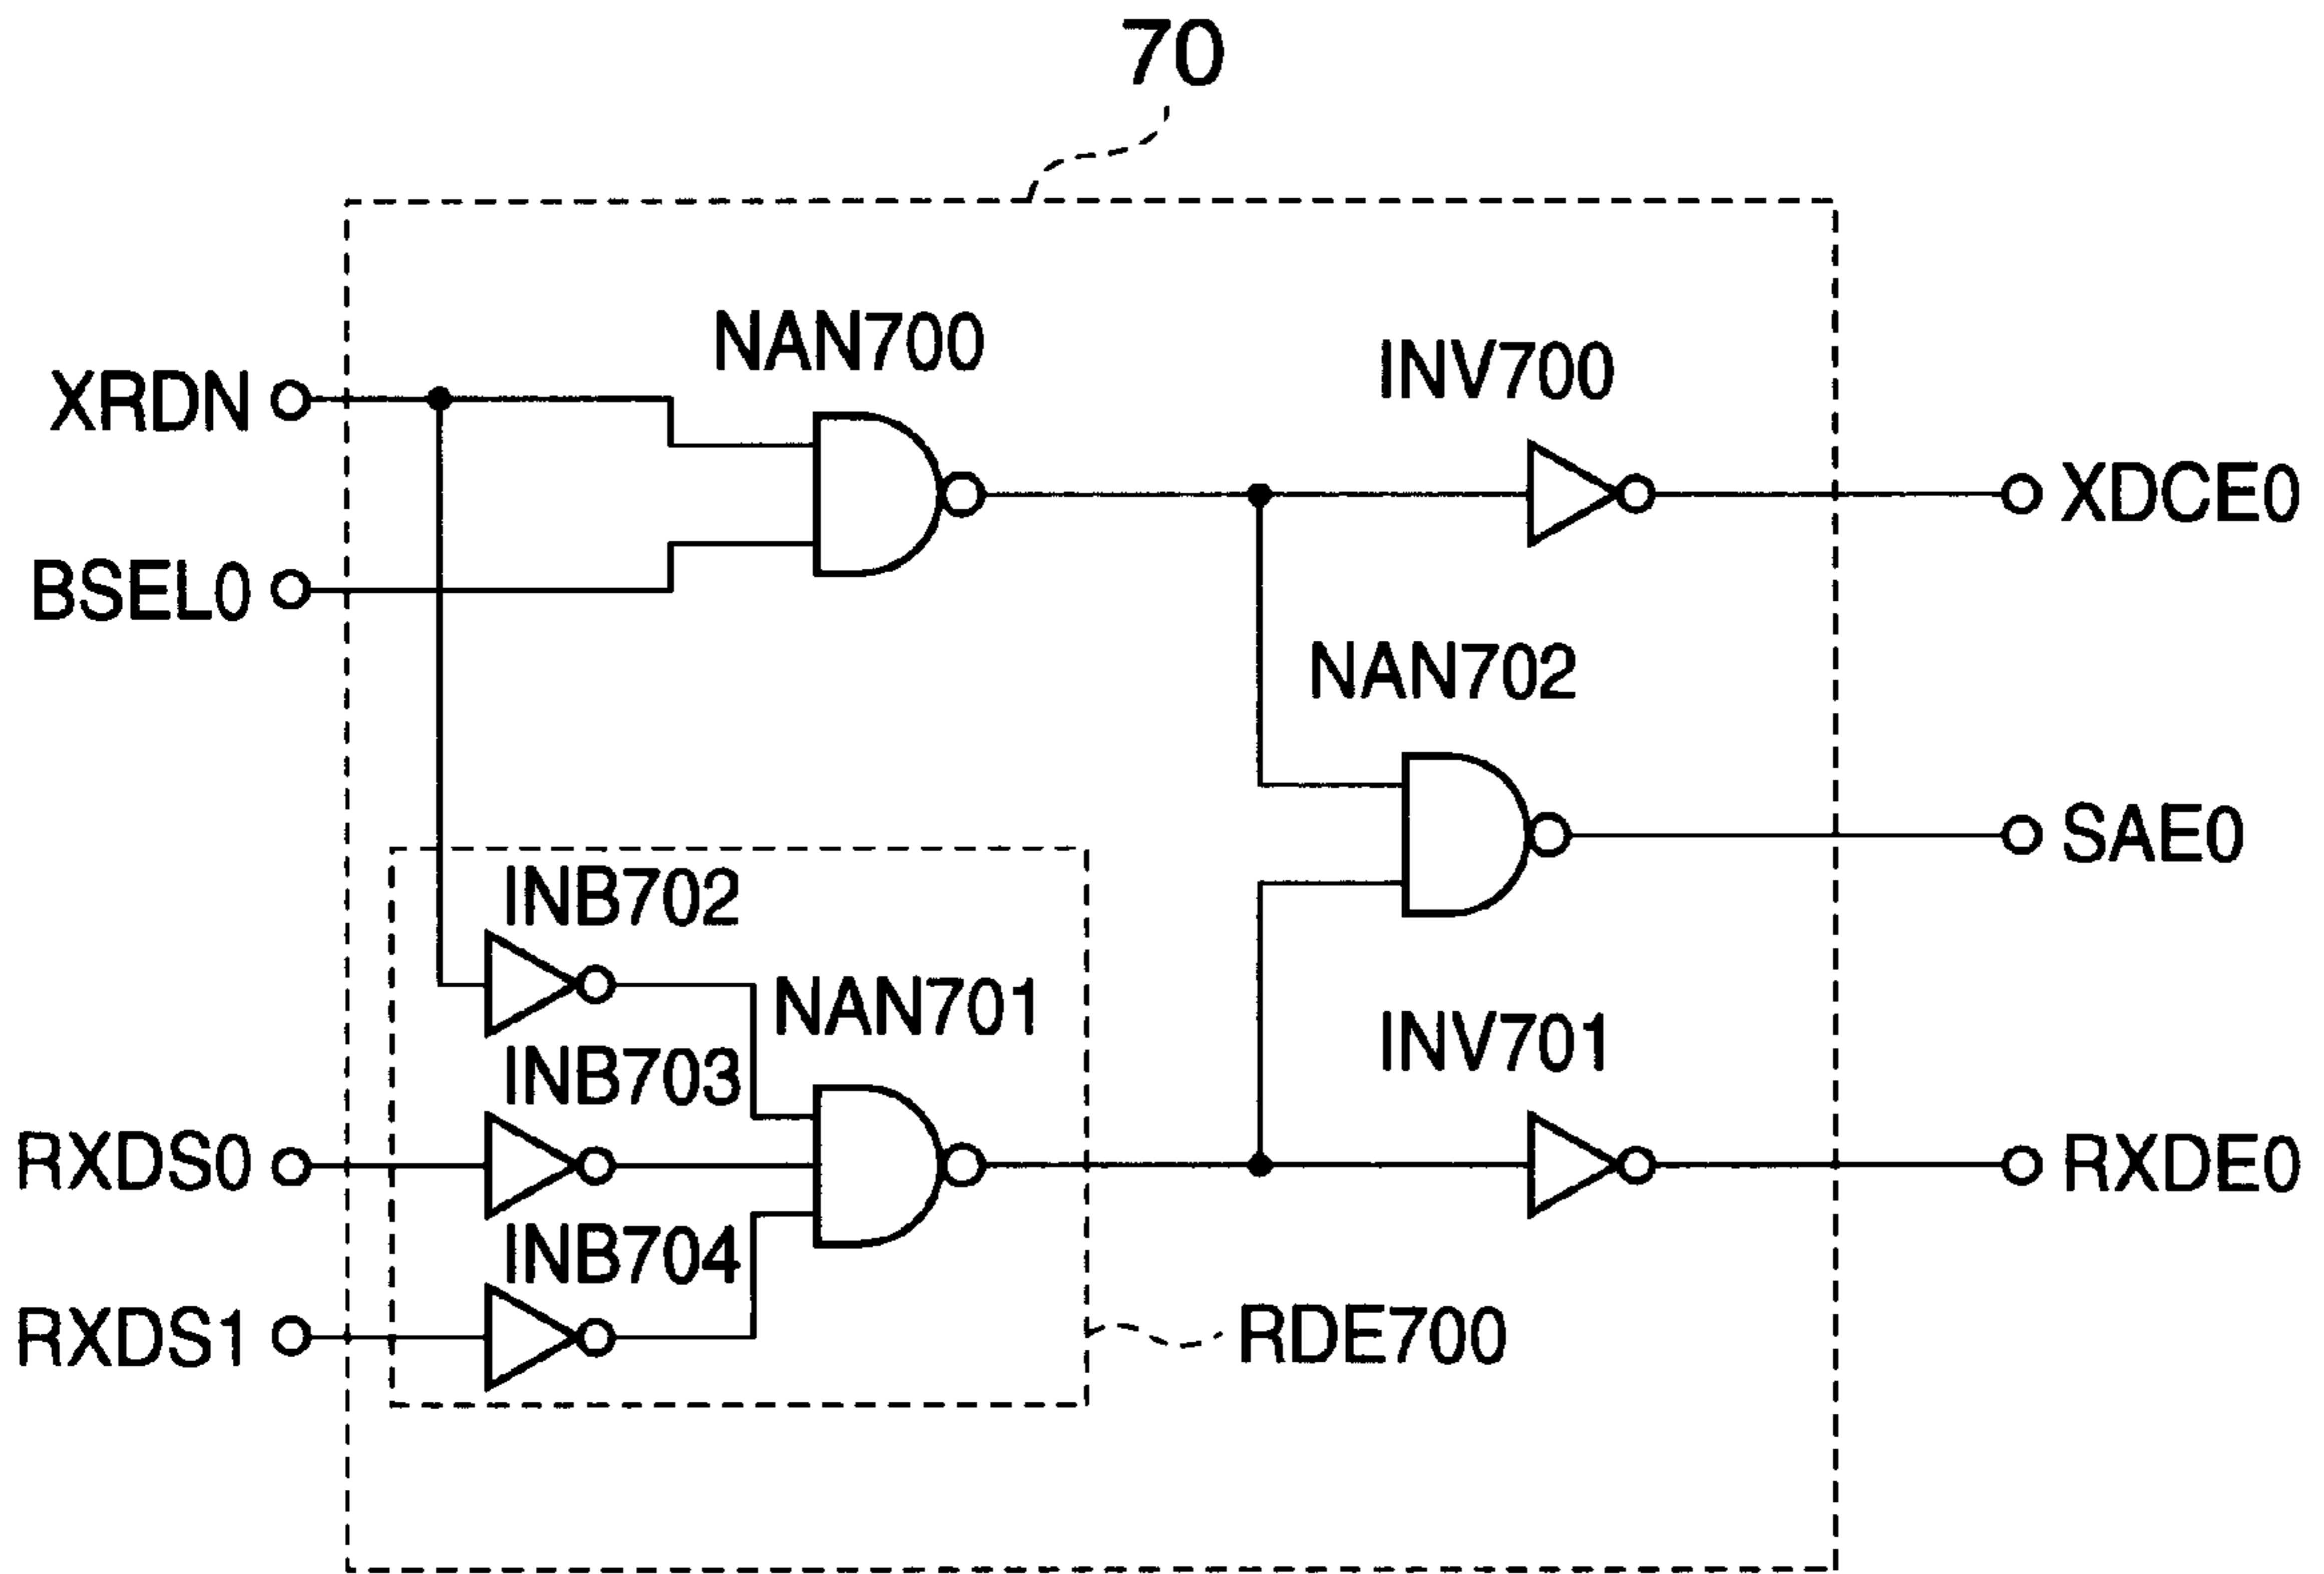 70
NAN700
INV700
XRDN
XDCE0
BSEL0
NAN702
SAE0
INB702
NAN701
INV701
INB703
RXDS0
RXDE0
INB704
RXDS1
RDE700